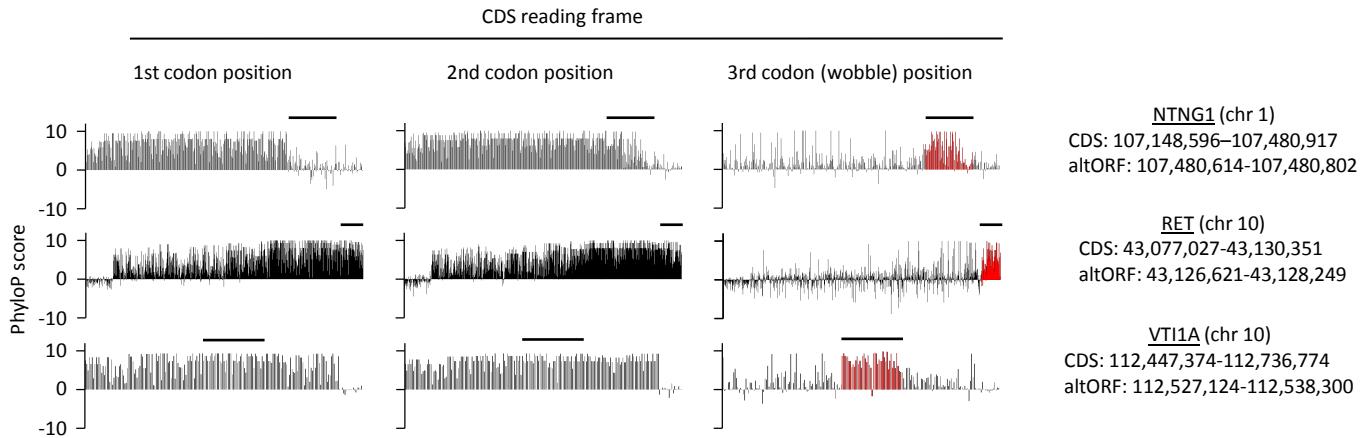 CDS reading frame
1st codon position
2nd codon position
3rd codon (wobble) position
PhyloP score
10
0
-10
10
0
-10
10
0
-10
NTNG1 (chr 1)
CDS: 107,148,596–107,480,917
altORF: 107,480,614-107,480,802
RET (chr 10)
CDS: 43,077,027-43,130,351
altORF: 43,126,621-43,128,249
VTI1A (chr 10)
CDS: 112,447,374-112,736,774
altORF: 112,527,124-112,538,300